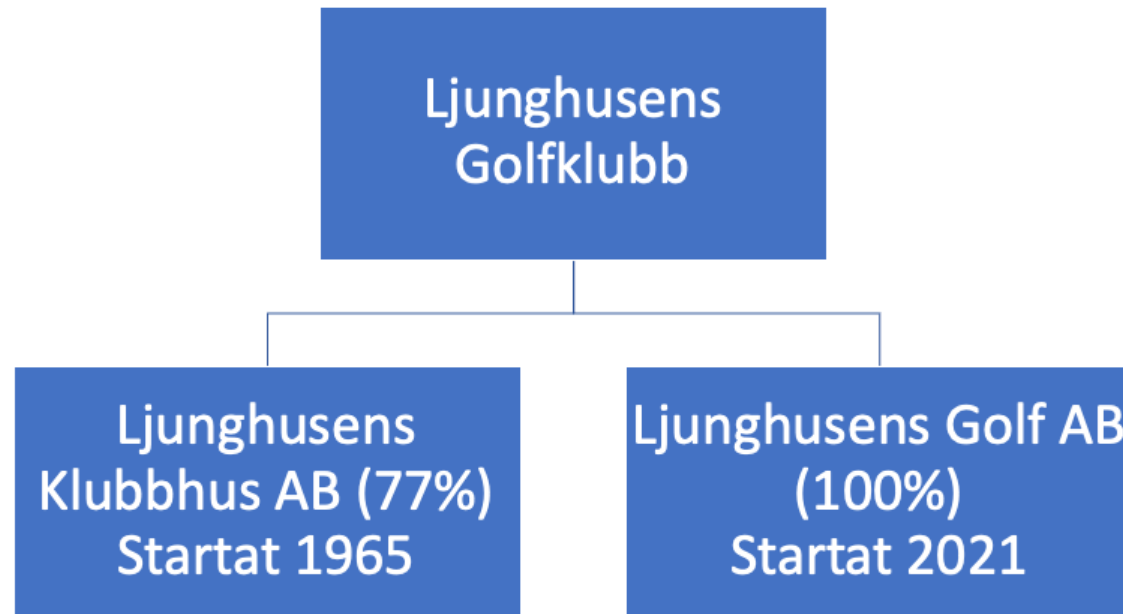 Ljunghusens
Golfklubb
Ljunghusens
Klubbhus AB (77%)
Startat 1965
Ljunghusens Golf AB
(100%)
Startat 2021